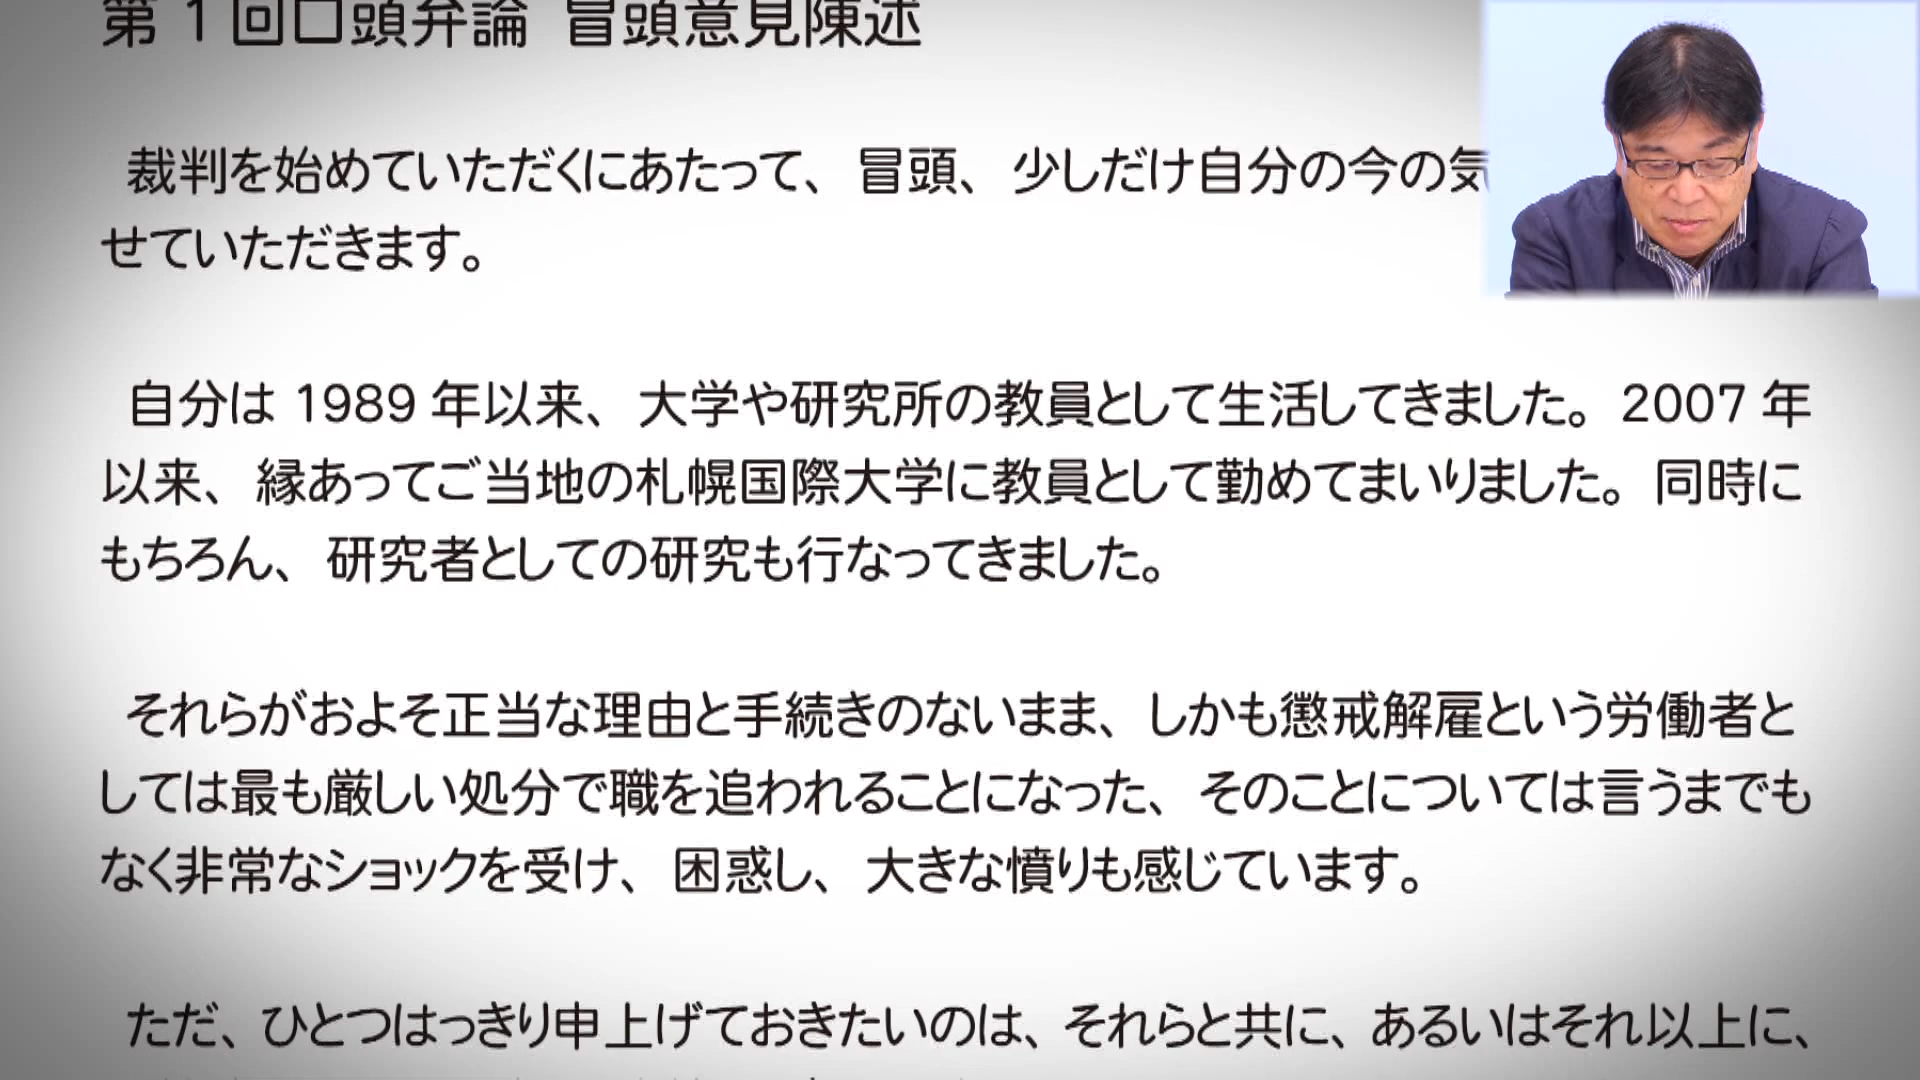 第1回口頭弁論 冒頭意見陳述
裁判を始めていただくにあたって、冒頭、少しだけ自分の今の気
せていただきます。
自分は 1989 年以来、大学や研究所の教員として生活してきました。2007 年
以来、縁あってご当地の札幌国際大学に教員として勤めてまいりました。同時に
もちろん、研究者としての研究も行なってきました。
それらがおよそ正当な理由と手続きのないまま、しかも懲戒解雇という労働者と
しては最も厳しい処分で職を追われることになった、そのことについては言うまでも
なく非常なショックを受け、困惑し、大きな憤りも感じています。
ただ、ひとつはっきり申上げておきたいのは、それらと共に、あるいはそれ以上に、